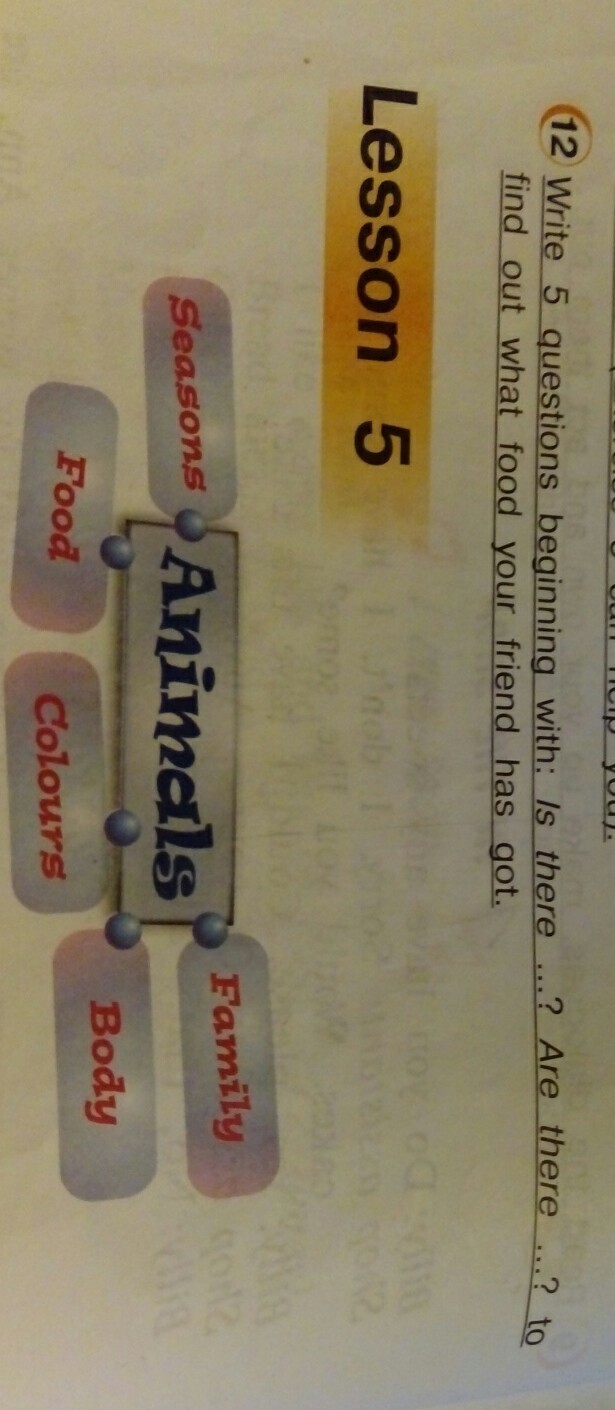 12 Write 5 questions beginning with: Is there ....? Are there ....? to
find out what food your friend has got.
Lesson 5
Animals
Seasons
Family
Food
Colours
Body